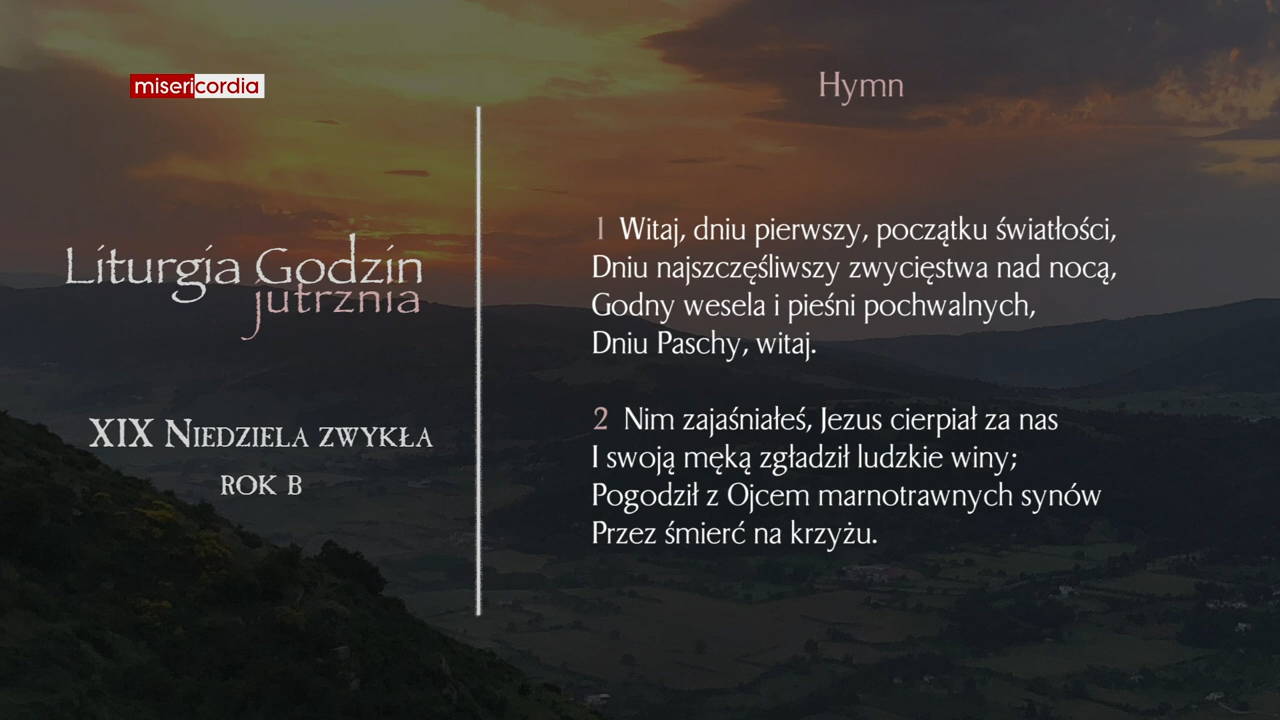 misericordia
Liturgia Godzin
jutrznia
XIX Niedziela zwykła
rok B
Hymn
1 Witaj, dniu pierwszy, początku światłości,
Dniu najszczęśliwszy zwycięstwa nad nocą,
Godny wesela i pieśni pochwalnych,
Dniu Paschy, witaj.
2 Nim zajaśniałeś, Jezus cierpiał za nas
I swoją męką zgładził ludzkie winy;
Pogodził z Ojcem marnotrawnych synów
Przez śmierć na krzyżu.